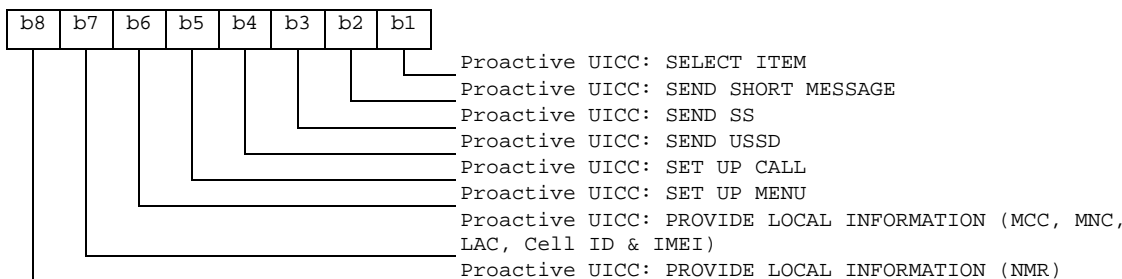 b8 b7 b6 b5 b4 b3 b2 b1
Proactive UICC: SELECT ITEM
Proactive UICC: SEND SHORT MESSAGE
Proactive UICC: SEND SS
Proactive UICC: SEND USSD
Proactive UICC: SET UP CALL
Proactive UICC: SET UP MENU
Proactive UICC: PROVIDE LOCAL INFORMATION (MCC, MNC,
LAC, Cell ID & IMEI)
Proactive UICC: PROVIDE LOCAL INFORMATION (NMR)